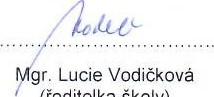 Mgr. Lucie Vodičková
(ředitelka školy)